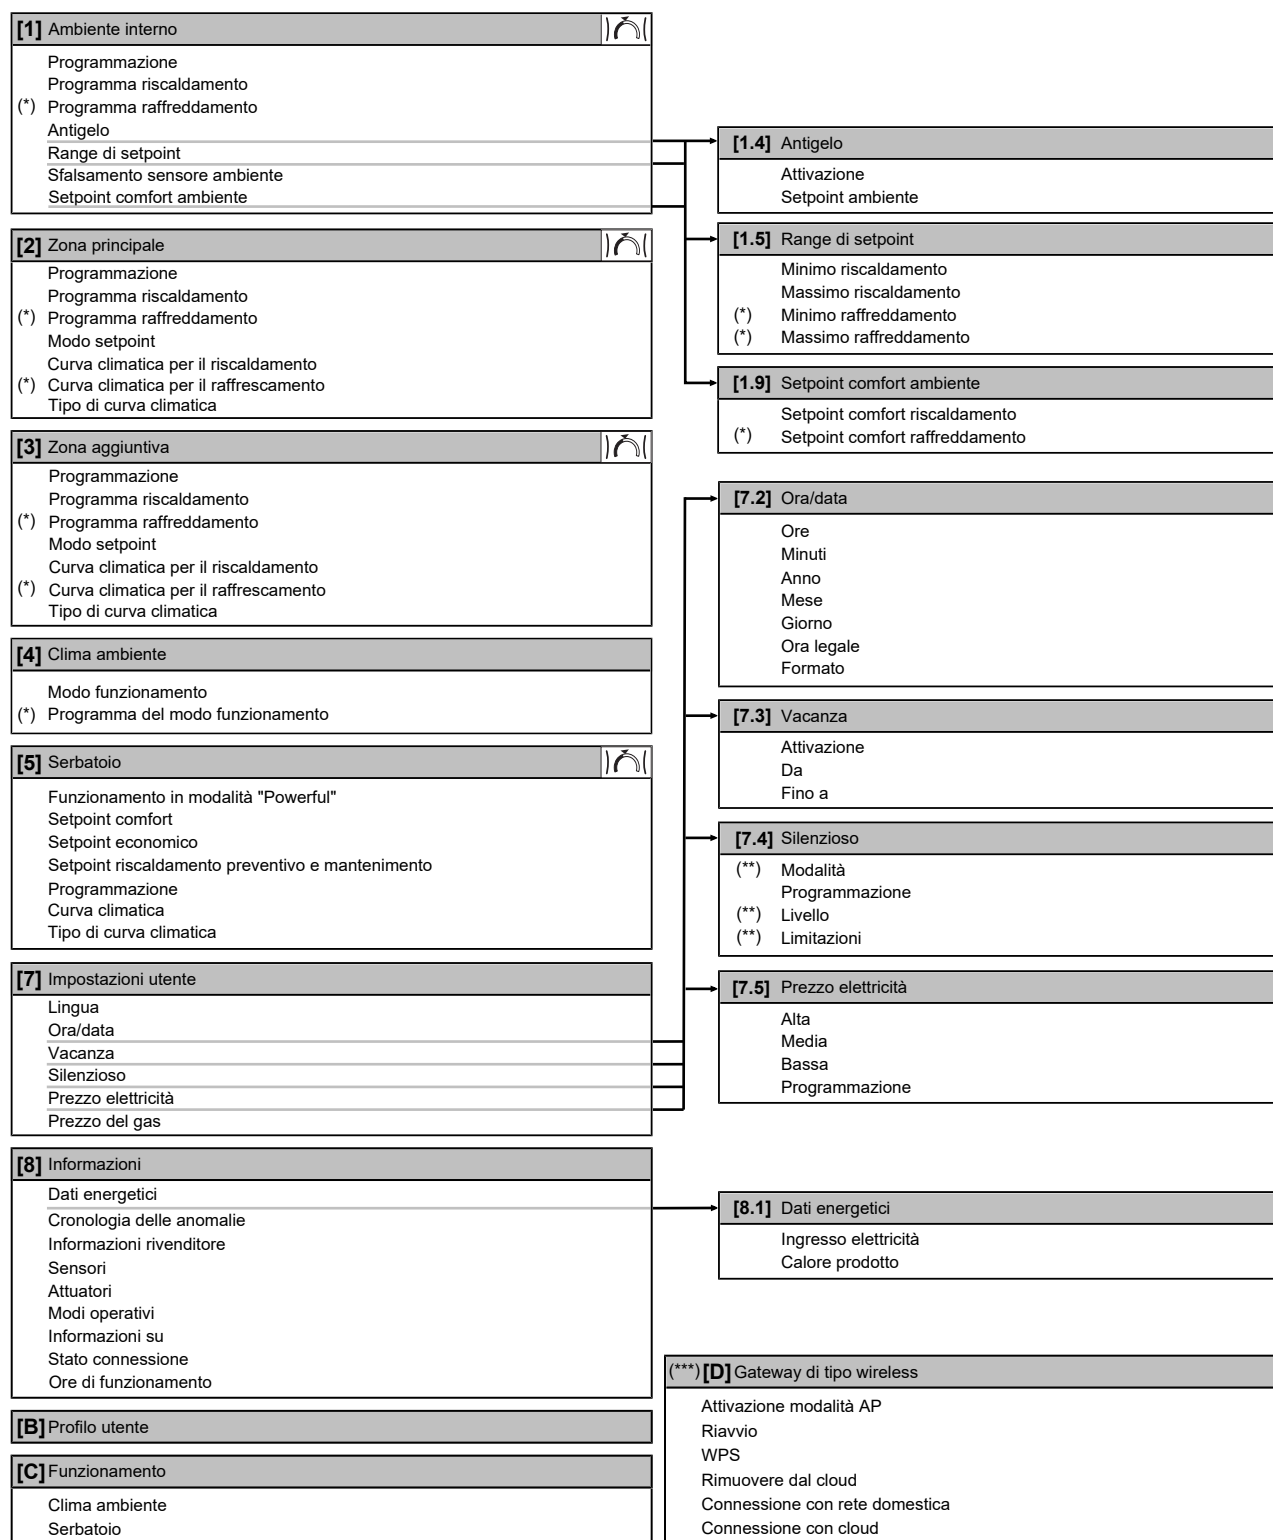 [1] Ambiente interno
Programmazione
Programma riscaldamento
(*) Programma raffreddamento
Antigelo
Range di setpoint
Sfalsamento sensore ambiente
Setpoint comfort ambiente
[2] Zona principale
Programmazione
Programma riscaldamento
(*) Programma raffreddamento
Modo setpoint
Curva climatica per il riscaldamento
(*) Curva climatica per il raffrescamento
Tipo di curva climatica
[3] Zona aggiuntiva
Programmazione
Programma riscaldamento
(*) Programma raffreddamento
Modo setpoint
Curva climatica per il riscaldamento
(*) Curva climatica per il raffrescamento
Tipo di curva climatica
[4] Clima ambiente
Modo funzionamento
(*) Programma del modo funzionamento
[5] Serbatoio
Funzionamento in modalità "Powerful"
Setpoint comfort
Setpoint economico
Setpoint riscaldamento preventivo e mantenimento
Programmazione
Curva climatica
Tipo di curva climatica
[7] Impostazioni utente
Lingua
Ora/data
Vacanza
Silenzioso
Prezzo elettricità
Prezzo del gas
[8] Informazioni
Dati energetici
Cronologia delle anomalie
Informazioni rivenditore
Sensori
Attuatori
Modi operativi
Informazioni su
Stato connessione
Ore di funzionamento
[B] Profilo utente
[C] Funzionamento
Clima ambiente
Serbatoio
[1.4] Antigelo
Attivazione
Setpoint ambiente
[1.5] Range di setpoint
Minimo riscaldamento
Massimo riscaldamento
(*) Minimo raffreddamento
(*) Massimo raffreddamento
[1.9] Setpoint comfort ambiente
Setpoint comfort riscaldamento
(*) Setpoint comfort raffreddamento
[7.2] Ora/data
Ore
Minuti
Anno
Mese
Giorno
Ora legale
Formato
[7.3] Vacanza
Attivazione
Da
Fino a
[7.4] Silenzioso
(**) Modalità
Programmazione
(**) Livello
(**) Limitazioni
[7.5] Prezzo elettricità
Alta
Media
Bassa
Programmazione
[8.1] Dati energetici
Ingresso elettricità
Calore prodotto
(***) [D] Gateway di tipo wireless
Attivazione modalità AP
Riavvio
WPS
Rimuovere dal cloud
Connessione con rete domestica
Connessione con cloud